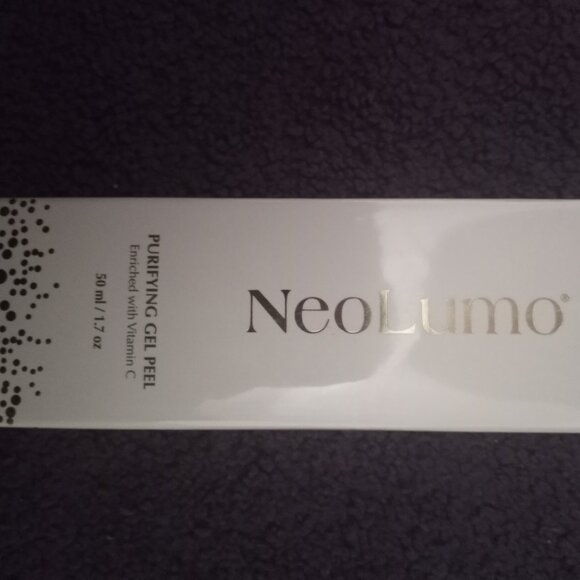 NeoLumo®
PURIFYING GEL PEEL
Enriched with Vitamin C
50 ml / 1.7 oz